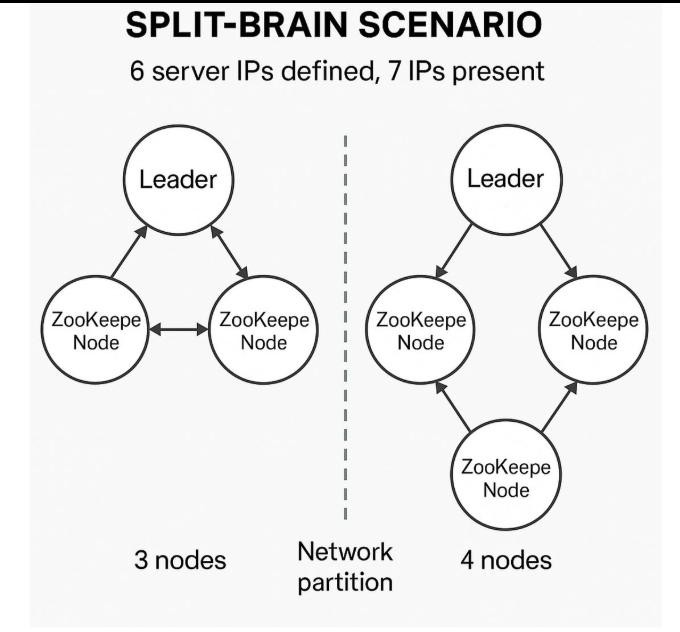 SPLIT-BRAIN SCENARIO
6 server IPs defined, 7 IPs present
Leader
Leader
ZooKeepe
Node
ZooKeepe
Node
ZooKeepe
Node
ZooKeepe
Node
ZooKeepe
Node
3 nodes
Network
partition
4 nodes